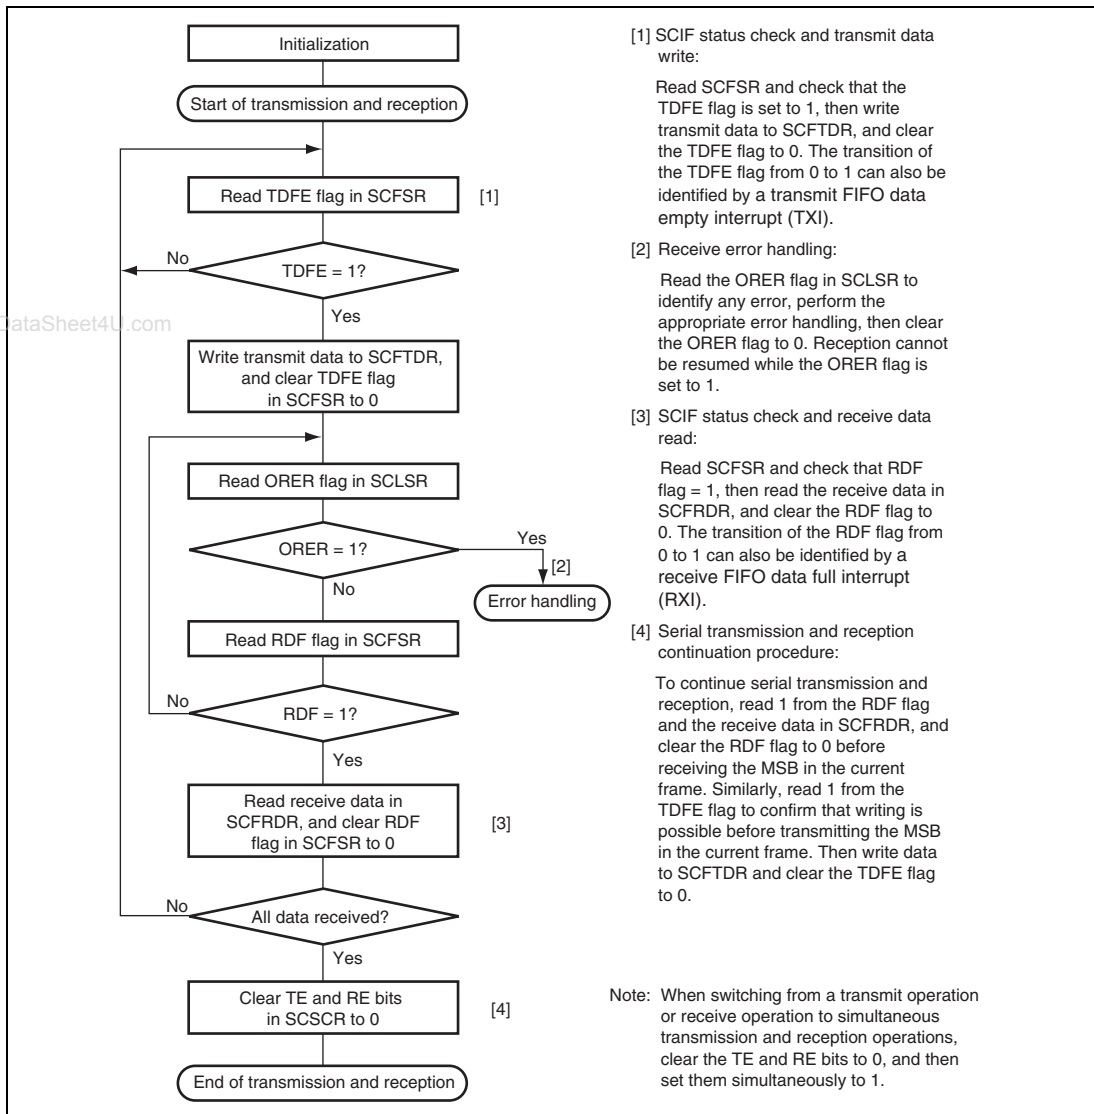 Initialization
Start of transmission and reception
Read TDFE flag in SCFSR
[1]
No
TDFE = 1?
Yes
DataSheet4U.com
Write transmit data to SCFTDR,
and clear TDFE flag
in SCFSR to 0
Read ORER flag in SCLSR
ORER = 1?
Yes
[2]
No
Error handling
Read RDF flag in SCFSR
No
RDF = 1?
Yes
Read receive data in
SCFRDR, and clear RDF
flag in SCFSR to 0
[3]
No
All data received?
Yes
Clear TE and RE bits
in SCSCR to 0
[4]
End of transmission and reception
[1] SCIF status check and transmit data
write:
Read SCFSR and check that the
TDFE flag is set to 1, then write
transmit data to SCFTDR, and clear
the TDFE flag to 0. The transition of
the TDFE flag from 0 to 1 can also be
identified by a transmit FIFO data
empty interrupt (TXI).
[2] Receive error handling:
Read the ORER flag in SCLSR to
identify any error, perform the
appropriate error handling, then clear
the ORER flag to 0. Reception cannot
be resumed while the ORER flag is
set to 1.
[3] SCIF status check and receive data
read:
Read SCFSR and check that RDF
flag = 1, then read the receive data in
SCFRDR, and clear the RDF flag to
0. The transition of the RDF flag from
0 to 1 can also be identified by a
receive FIFO data full interrupt
(RXI).
[4] Serial transmission and reception
continuation procedure:
To continue serial transmission and
reception, read 1 from the RDF flag
and the receive data in SCFRDR, and
clear the RDF flag to 0 before
receiving the MSB in the current
frame. Similarly, read 1 from the
TDFE flag to confirm that writing is
possible before transmitting the MSB
in the current frame. Then write data
to SCFTDR and clear the TDFE flag
to 0.
Note: When switching from a transmit operation
or receive operation to simultaneous
transmission and reception operations,
clear the TE and RE bits to 0, and then
set them simultaneously to 1.